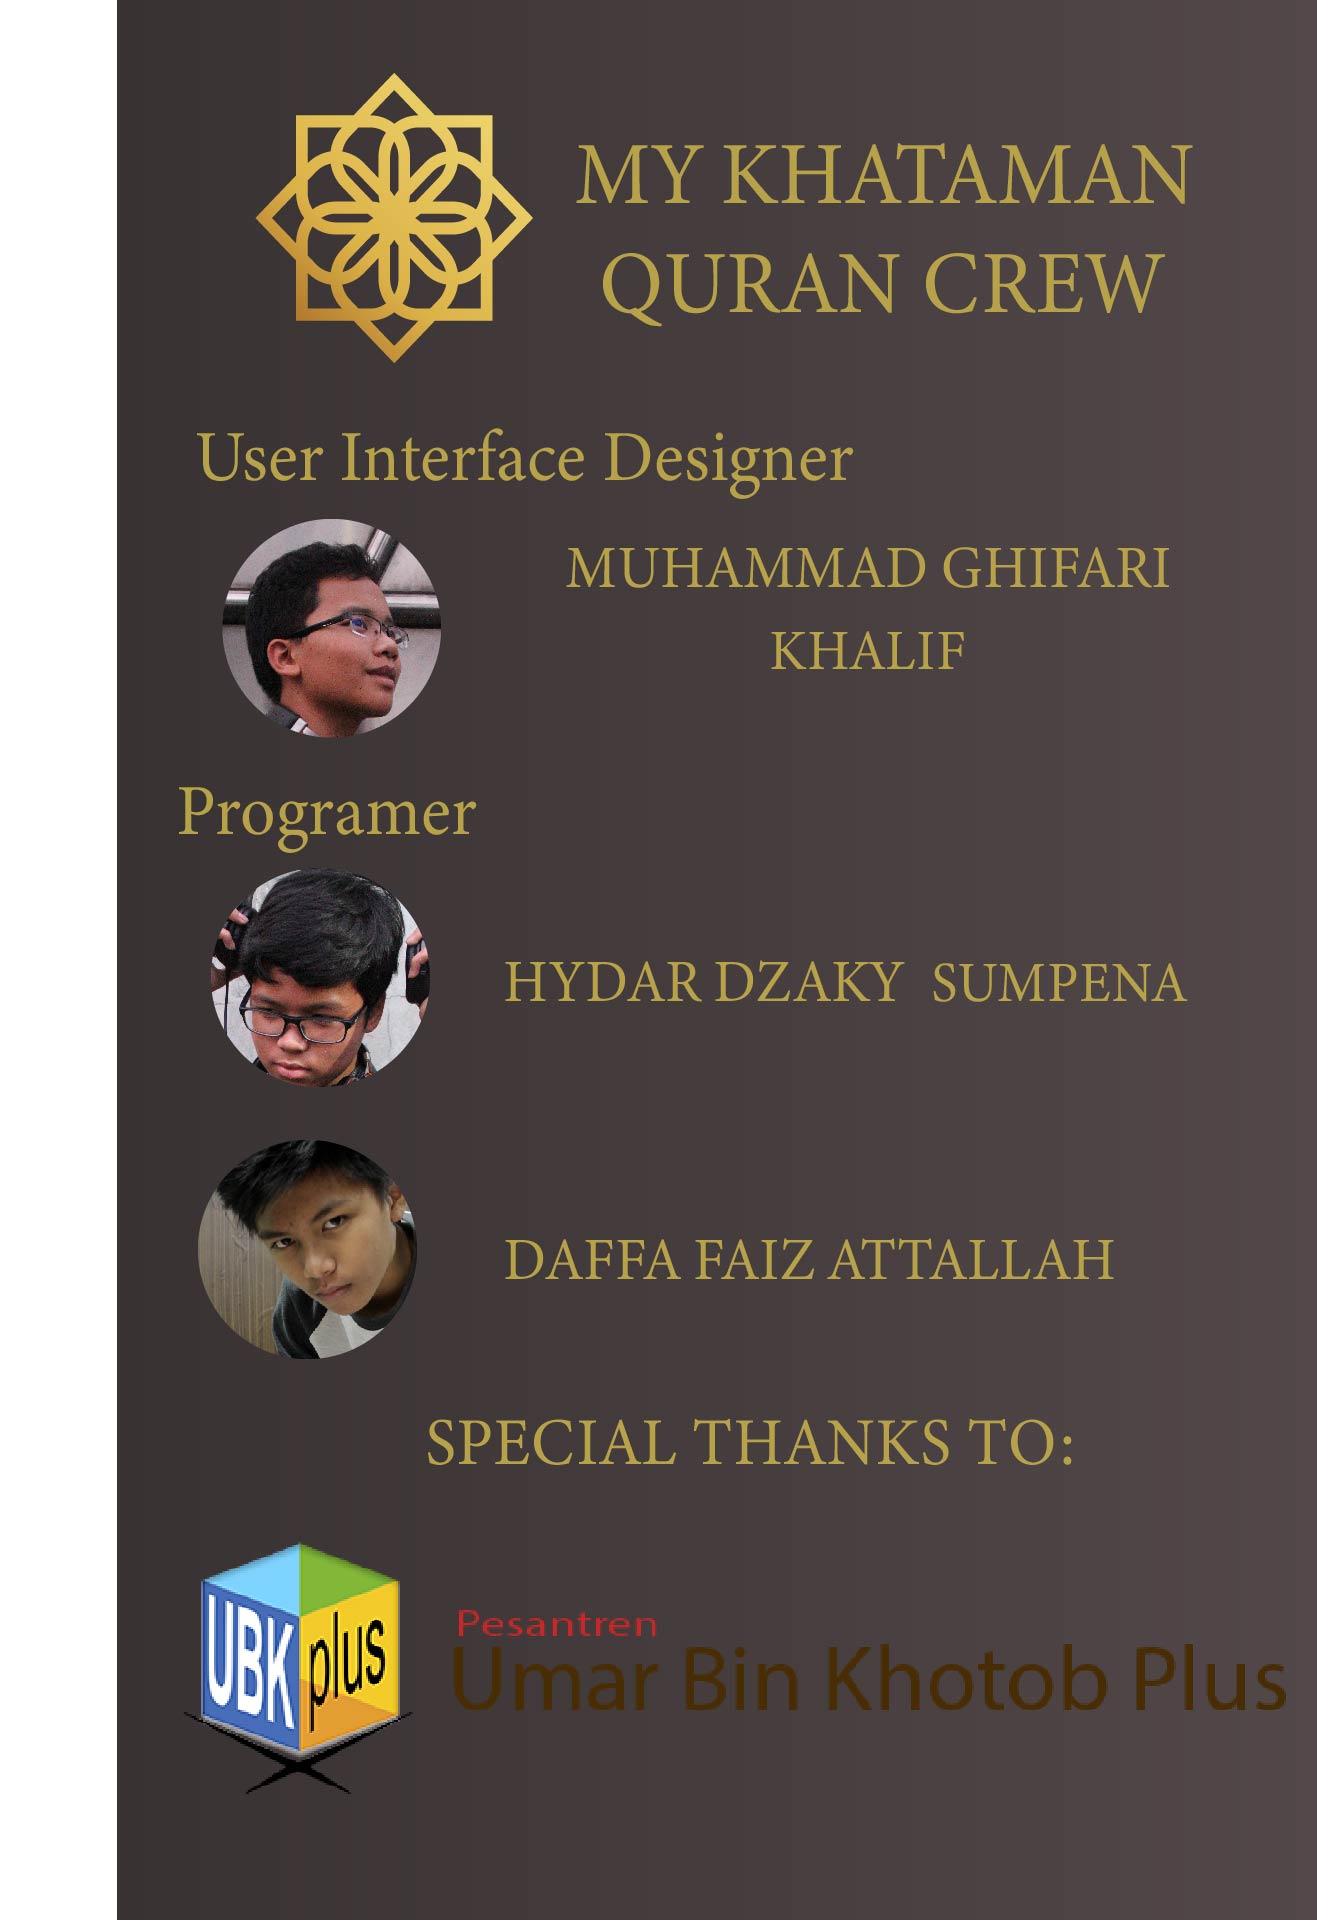 MY KHATAMAN
QURAN CREW
User Interface Designer
MUHAMMAD GHIFARI
KHALIF
Programer
HYDAR DZAKY SUMPENA
DAFFA FAIZ ATTALLAH
SPECIAL THANKS TO:
UBK plus
Pesantren
Umar Bin Khotob Plus